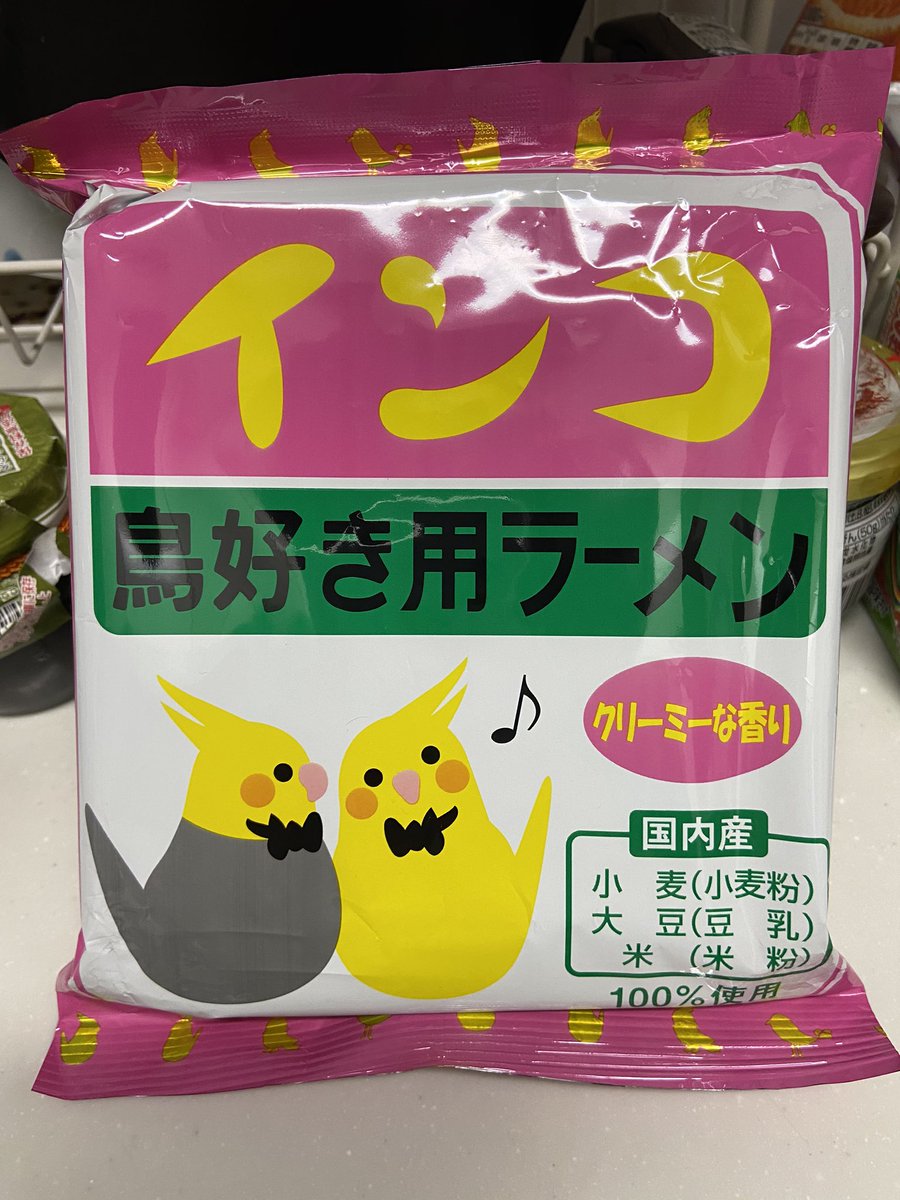 インコ
鳥好き用ラーメン
クリーミーな香り
国内産
小 麦(小麦粉)
大 豆(豆 乳)
米 (米 粉)
100%使用